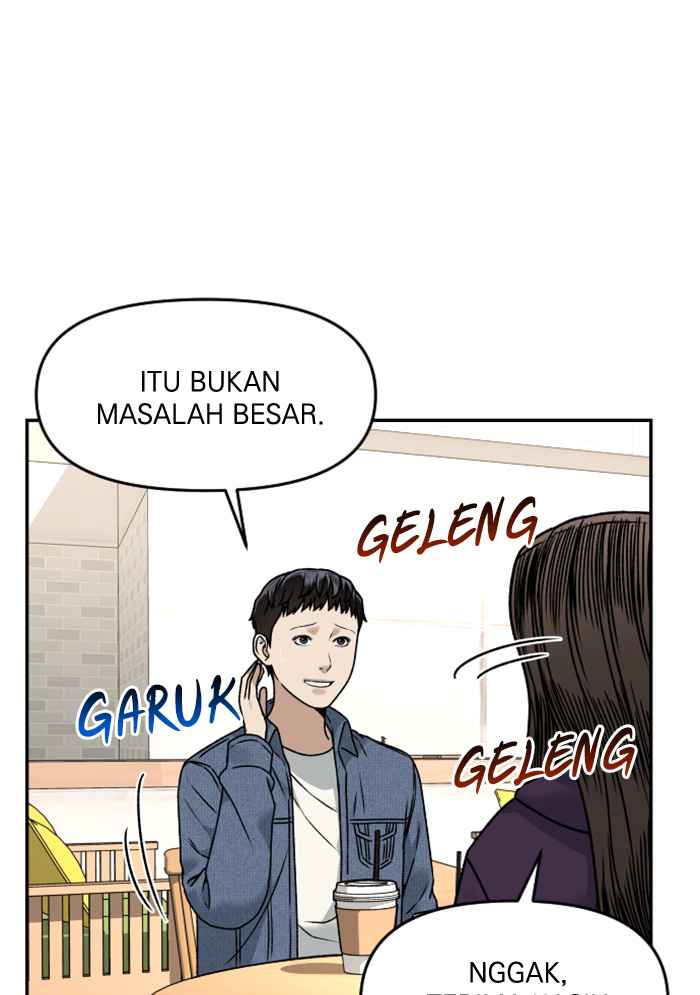 ITU BUKAN
MASALAH BESAR.
GELENG
GARUK
GELENG
NGGAK,